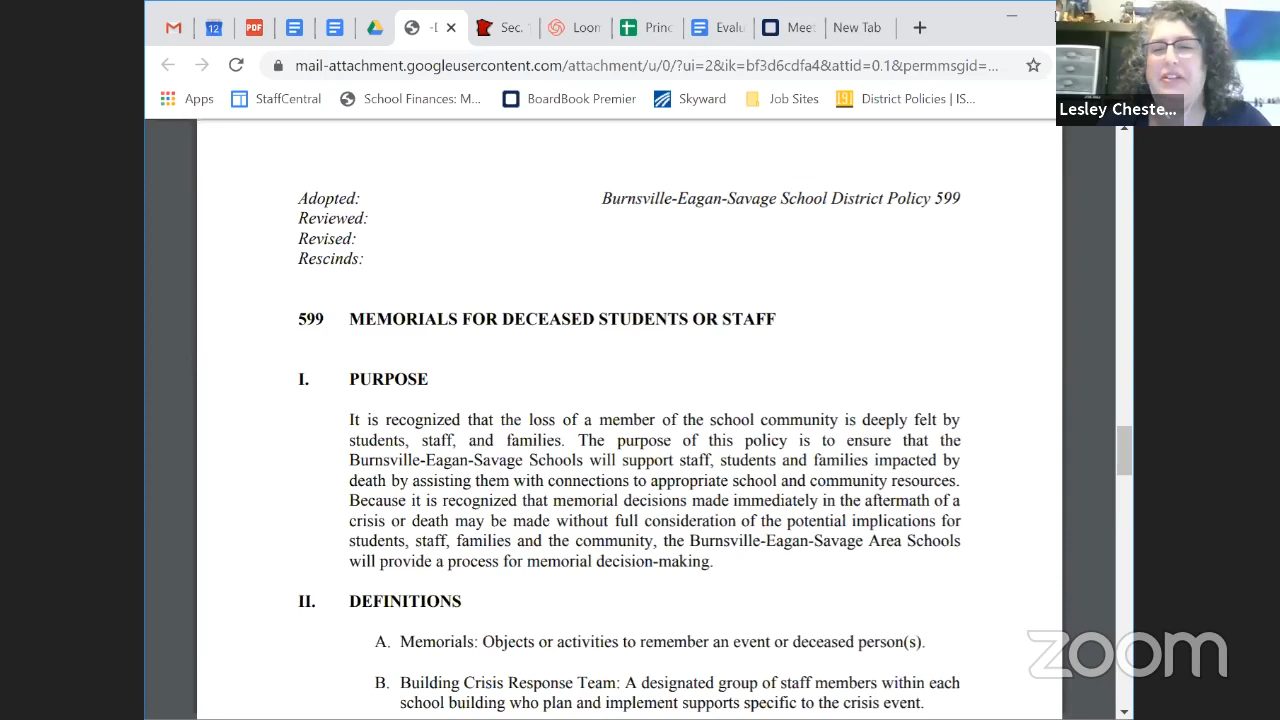 12
PDF
-[
Sec.
Loon
Princ
Evalu
Meet
New Tab
mail-attachment.googleusercontent.com/attachment/u/0/?ui=2&ik=bf3d6cdfa4&attid=0.1&permmsgid=...
Apps
StaffCentral
School Finances: M...
BoardBook Premier
Skyward
Job Sites
District Policies | IS...
Lesley Cheste...
Adopted:
Burnsville-Eagan-Savage School District Policy 599
Reviewed:
Revised:
Rescinds:
599 MEMORIALS FOR DECEASED STUDENTS OR STAFF
I. PURPOSE
It is recognized that the loss of a member of the school community is deeply felt by
students, staff, and families. The purpose of this policy is to ensure that the
Burnsville-Eagan-Savage Schools will support staff, students and families impacted by
death by assisting them with connections to appropriate school and community resources.
Because it is recognized that memorial decisions made immediately in the aftermath of a
crisis or death may be made without full consideration of the potential implications for
students, staff, families and the community, the Burnsville-Eagan-Savage Area Schools
will provide a process for memorial decision-making.
II. DEFINITIONS
A. Memorials: Objects or activities to remember an event or deceased person(s).
B. Building Crisis Response Team: A designated group of staff members within each
school building who plan and implement supports specific to the crisis event.
zoom